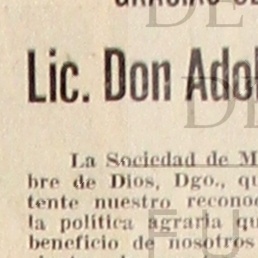 Lic. Don Adol
La Sociedad de M
bre de Dios, Dgo., qu
tente nuestro recono
la política agraria qu
beneficio de nosotros